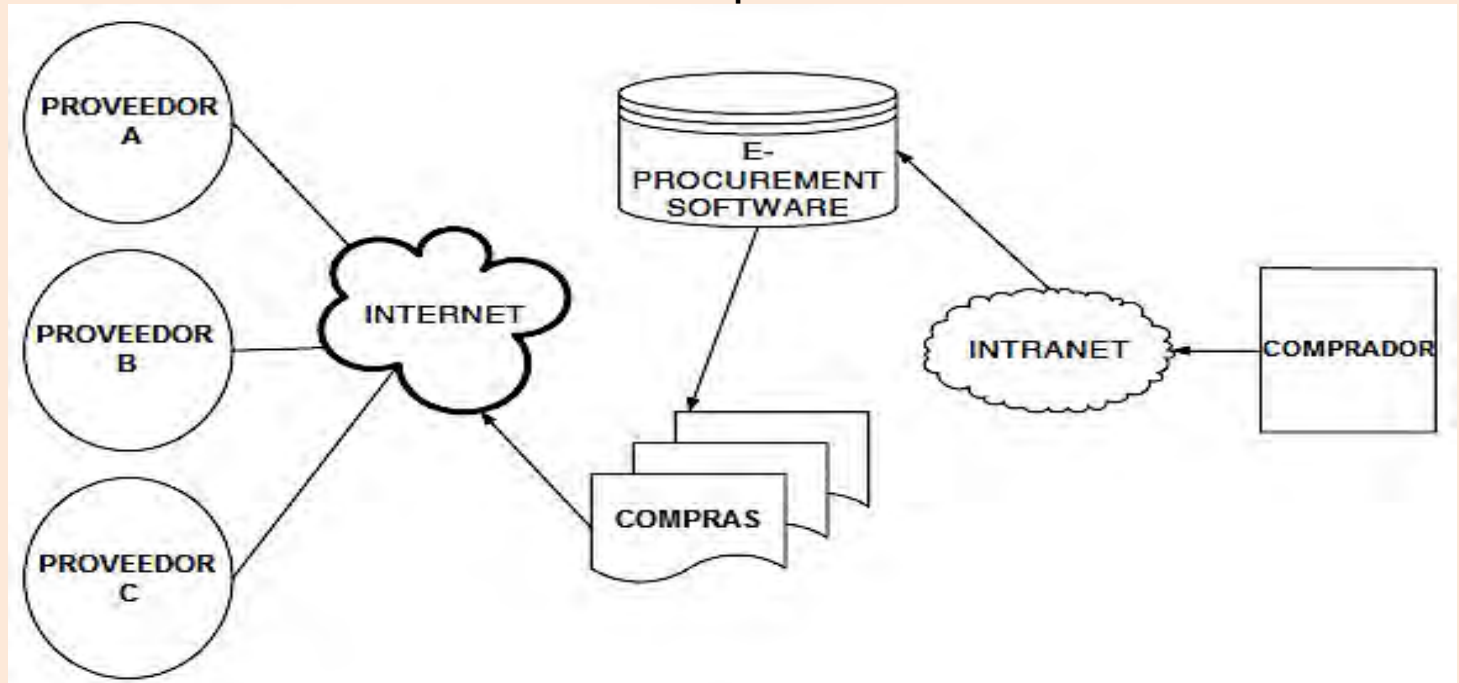 PROVEEDOR
A
PROVEEDOR
B
PROVEEDOR
C
INTERNET
E-
PROCUREMENT
SOFTWARE
COMPRAS
INTRANET
COMPRADOR